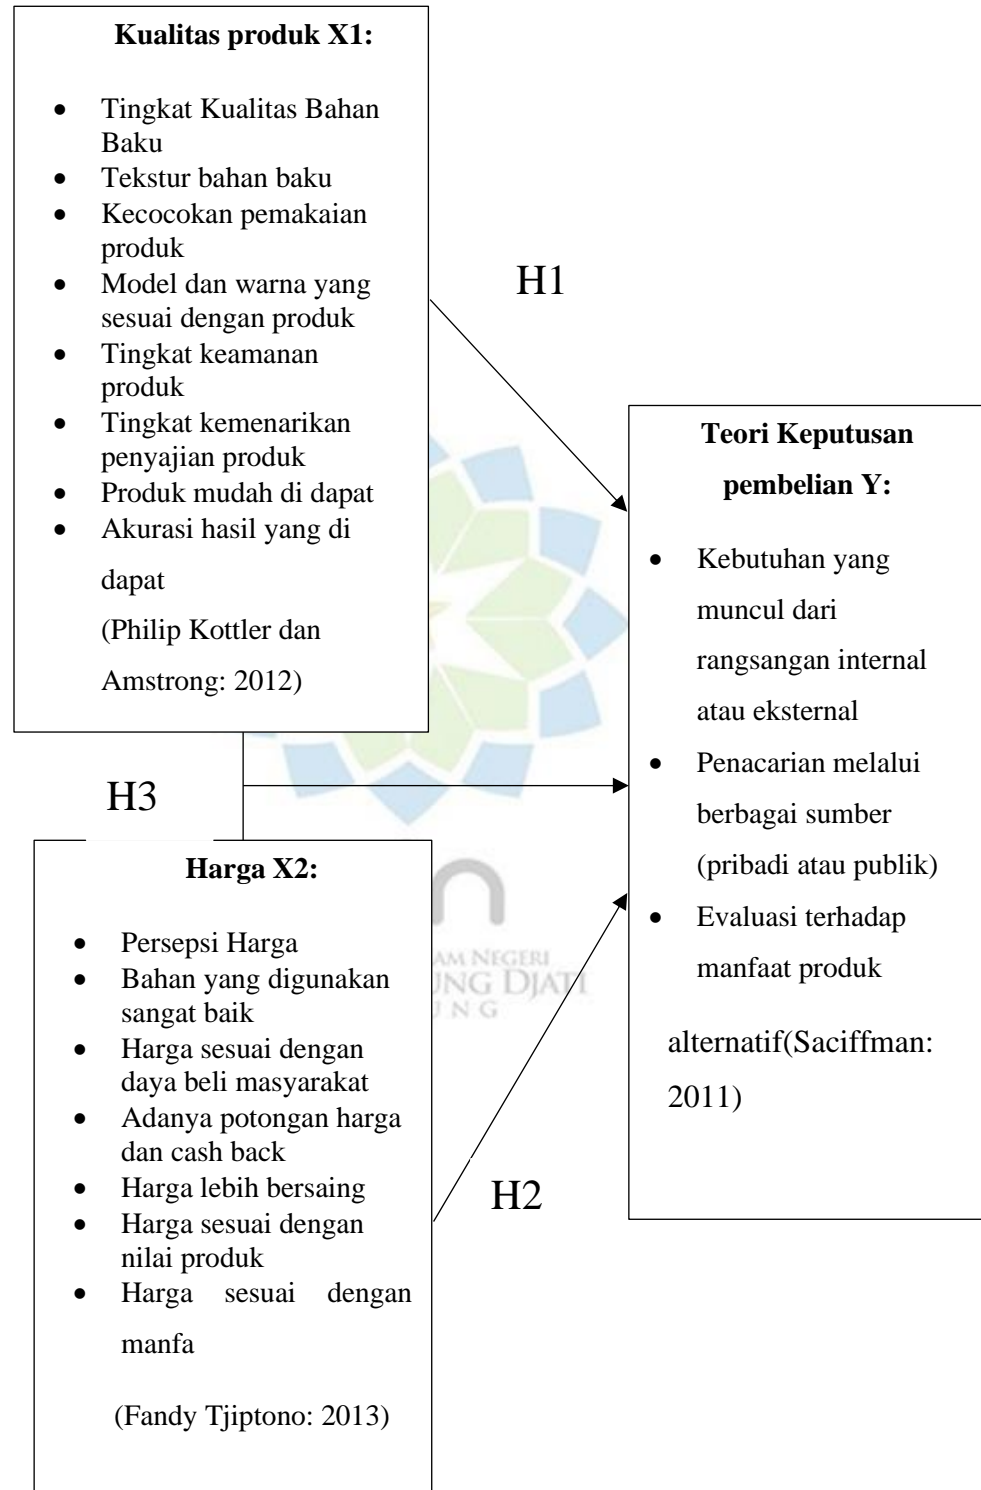 Kualitas produk X1:
• Tingkat Kualitas Bahan
Baku
• Tekstur bahan baku
• Kecocokan pemakaian
produk
• Model dan warna yang
sesuai dengan produk
• Tingkat keamanan
produk
• Tingkat kemenarikan
penyajian produk
• Produk mudah di dapat
• Akurasi hasil yang di
dapat
(Philip Kottler dan
Amstrong: 2012)
H1
Teori Keputusan
pembelian Y:
• Kebutuhan yang
muncul dari
rangsangan internal
atau eksternal
• Penacarian melalui
berbagai sumber
(pribadi atau publik)
• Evaluasi terhadap
manfaat produk
alternatif(Saciffman:
2011)
H3
Harga X2:
• Persepsi Harga
• Bahan yang digunakan
sangat baik
• Harga sesuai dengan
daya beli masyarakat
• Adanya potongan harga
dan cash back
• Harga lebih bersaing
• Harga sesuai dengan
nilai produk
• Harga sesuai dengan
manfa
(Fandy Tjiptono: 2013)
H2
AM NEGERI
UNG DJATI
U N G